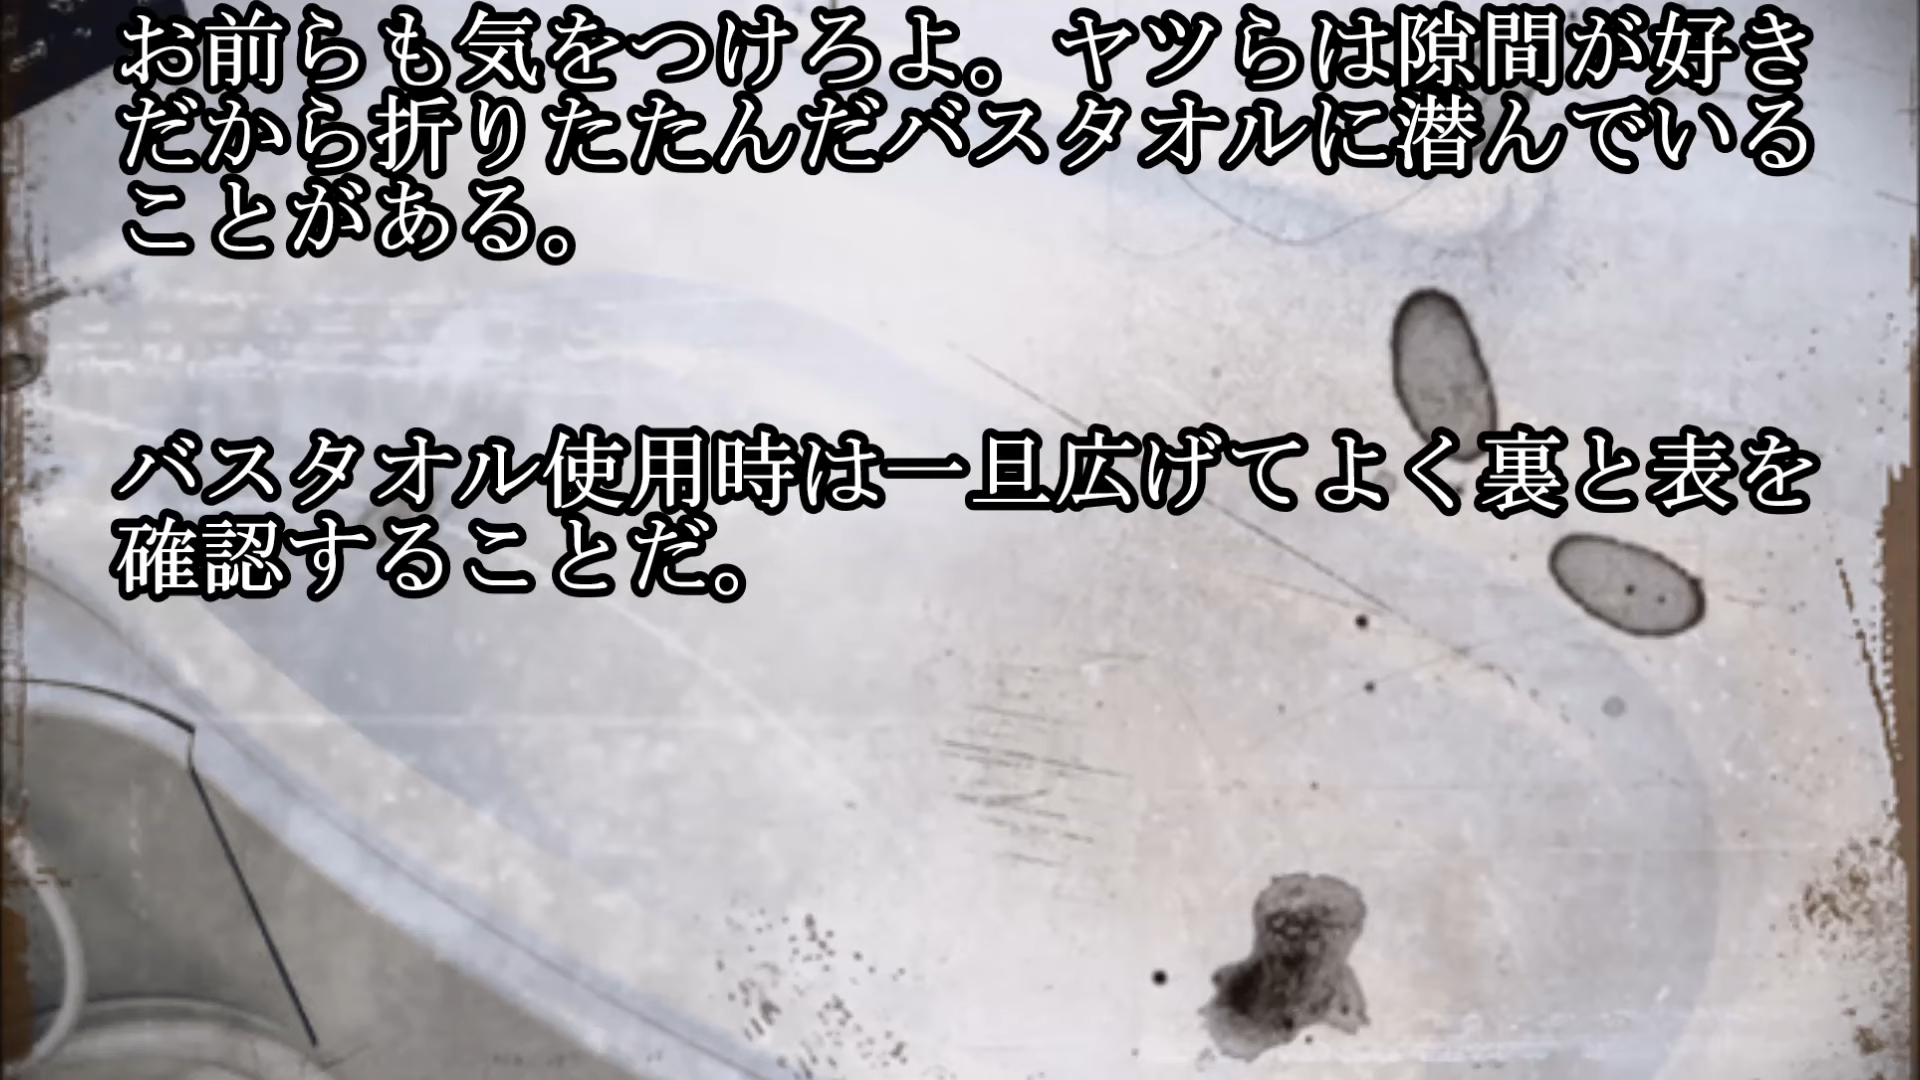 お前らも気をつけろよ。ヤツらは隙間が好き
だから折りたたんだバスタオルに潜んでいる
ことがある。
バスタオル使用時は一旦広げてよく裏と表を
確認することだ。